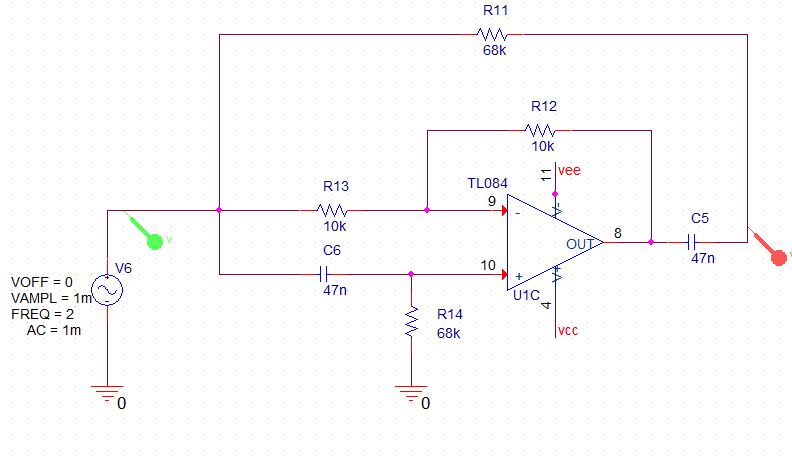 R11
68k
R12
10k
11
vee
TL084
R13
10k
9
-
V-
OUT
8
C5
47n
V
V
V6
VOFF = 0
VAMPL = 1m
FREQ = 2
AC = 1m
C6
47n
10
+
V+
U1C
4
vcc
R14
68k
0
0